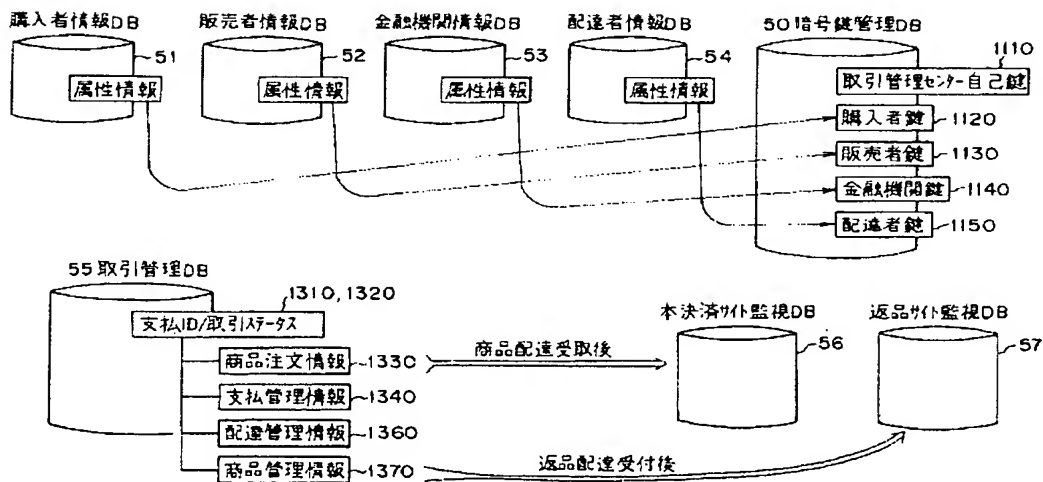 購入者情報DB
販売者情報DB
金融機関情報DB
配達者情報DB
50暗号鍵管理DB
51
52
53
54
1110
属性情報
属性情報
属性情報
属性情報
取引管理センター自己鍵
購入者鍵
1120
販売者鍵
1130
金融機関鍵
1140
配達者鍵
1150
55取引管理DB
1310,1320
支払ID/取引ステータス
本決済サイト監視DB
返品サイト監視DB
商品注文情報
1330
商品配達受取後
56
57
支払管理情報
1340
配達管理情報
1360
商品管理情報
1370
返品配達受付後